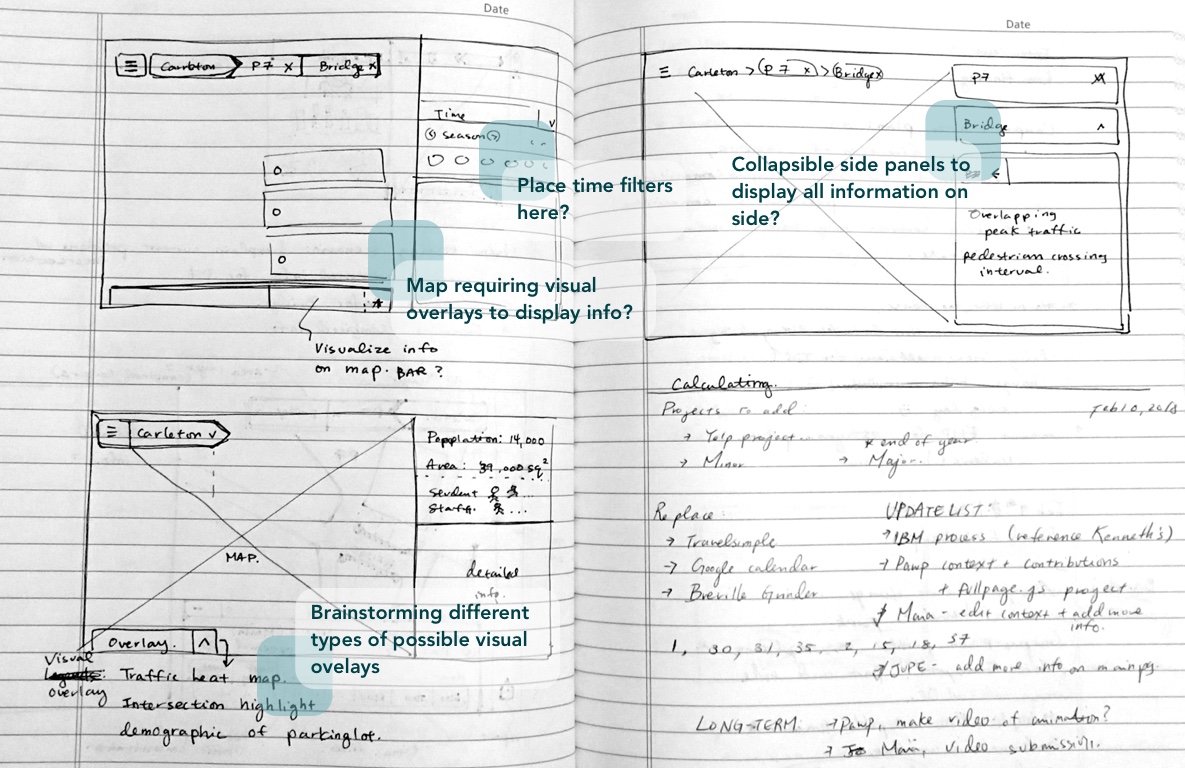 Date
≡ Carleton P7 x Bridge x
Time v
season
Place time filters
here?
Map requiring visual
overlays to display info?
Visualize info
on map. BAR?
≡ Carleton v
Population: 14,000
Area: 39,000 sq²
Student
Staff
MAP.
detailed
info.
Brainstorming different
types of possible visual
ovelays
Overlay. ^
Visual
overlay
: Traffic heat map.
Intersection highlight
demographic of parkinglot.
Date
≡ Carleton > P7 x > Bridge x
P7 x
Bridge ^
Collapsible side panels to
display all information on
side?
Overlapping
peak traffic
pedestrian crossing
interval.
Calculating.
Projects to add
Feb 10, 2018
→ Yelp project... * end of year
→ Minor → Major.
Replace:
→ Travelsimple
→ Google calendar
→ Breville Grinder
UPDATE LIST:
→ IBM process (reference Kenneth's)
→ Pawp context + contributions
+ fullpage.js project
Maia - edit context + add more
info.
1, 30, 31, 35, 2, 15, 18, 37
JUPE - add more info on main pg.
LONG-TERM: → Pawp, make video of animation?
→ Maia, video submission.